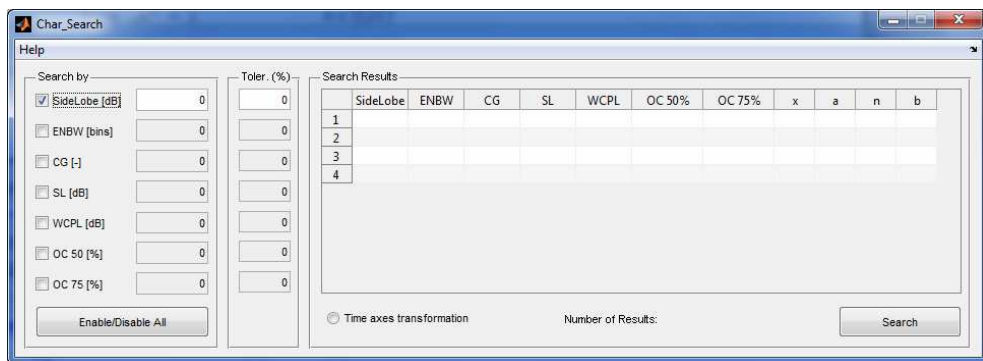 Char_Search
Help
Search by
Toler. (%)
Search Results
SideLobe [dB] 0 0
ENBW [bins] 0 0
CG [-] 0 0
SL [dB] 0 0
WCPL [dB] 0 0
OC 50 [%] 0 0
OC 75 [%] 0 0
Enable/Disable All
SideLobe ENBW CG SL WCPL OC 50% OC 75% x a n b
1
2
3
4
Time axes transformation
Number of Results:
Search